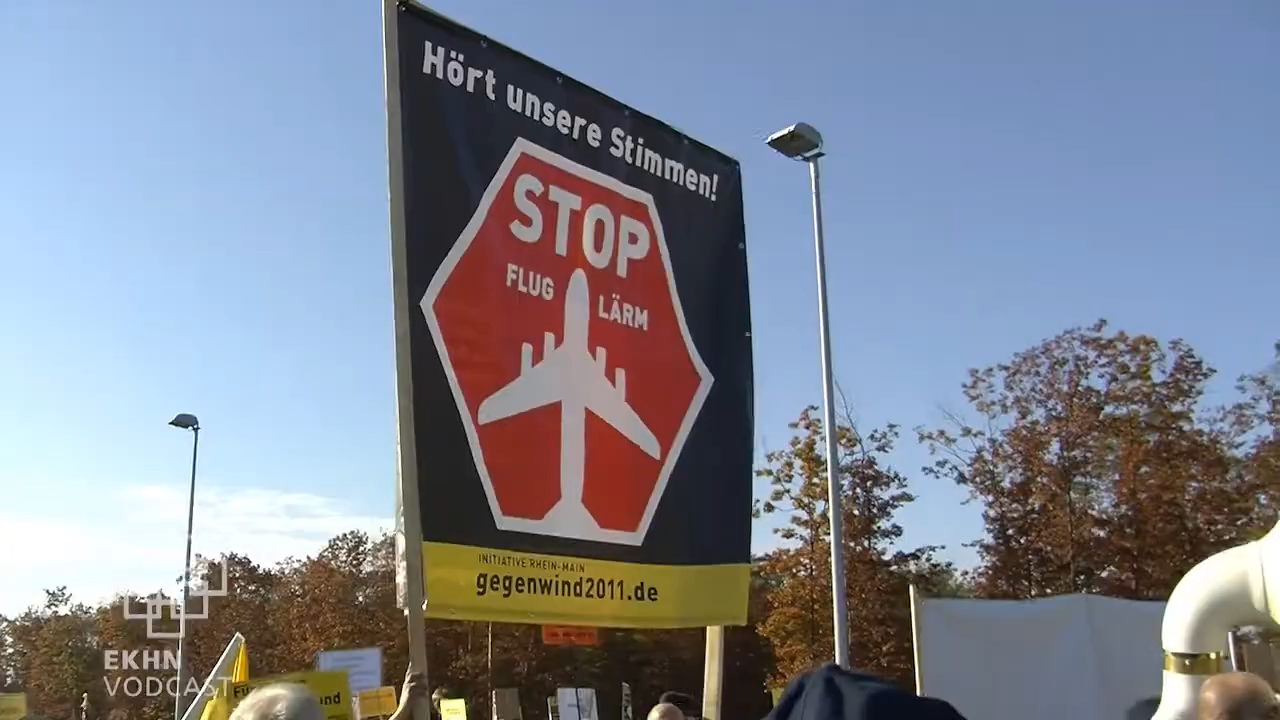 Hört unsere Stimmen!
STOP
FLUG LÄRM
INITIATIVE RHEIN-MAIN
gegenwind2011.de
EKHN
VODCAST